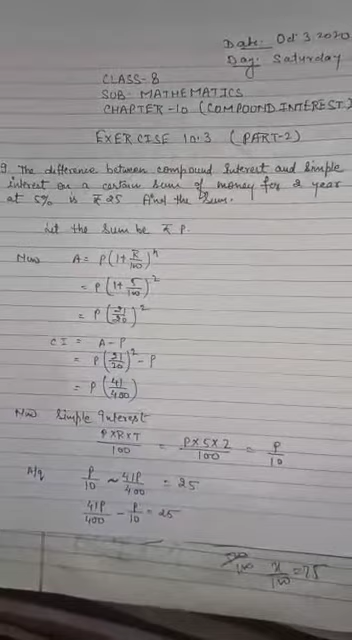 Date: Oct 3, 2020
Day: Saturday
CLASS-8
SUB- MATHEMATICS
CHAPTER-10 (COMPOUND INTEREST)
EXERCISE 10.3 (PART-2)
9. The difference between compound Interest and Simple
interest on a certain Sum of money for 2 year
at 5% is ₹ 25 Find the Sum.
Let the Sum be ₹ P.
Now A = P(1+R/100)^n
= P(1+5/100)^2
= P(21/20)^2
CI = A-P
= P(21/20)^2 - P
= P(41/400)
Now Simple Interest
P×R×T/100 = P×5×2/100 = P/10
A/q P/10 ~ 41P/400 = 25
41P/400 - P/10 = 25
x/100 = 25